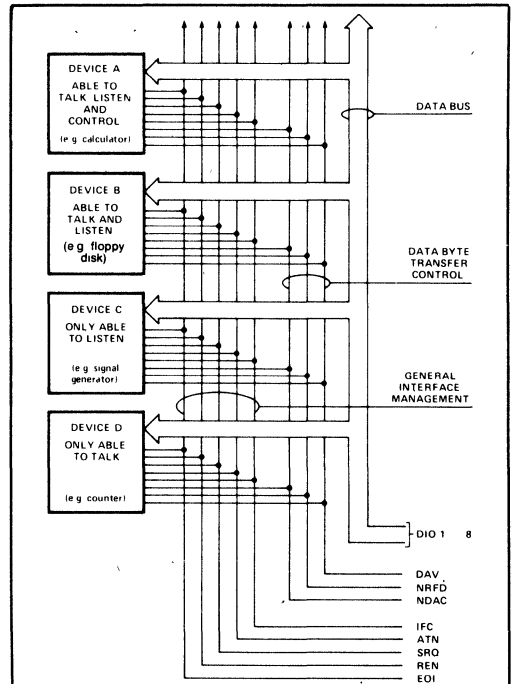 DEVICE A
ABLE TO
TALK LISTEN
AND
CONTROL
(e g calculator)
DATA BUS
DEVICE B
ABLE TO
TALK AND
LISTEN
(e g floppy
disk)
DATA BYTE
TRANSFER
CONTROL
DEVICE C
ONLY ABLE
TO LISTEN
(e g signal
generator)
GENERAL
INTERFACE
MANAGEMENT
DEVICE D
ONLY ABLE
TO TALK
(e g counter)
DIO 1 8
DAV
NRFD
NDAC
IFC
ATN
SRQ
REN
EOI